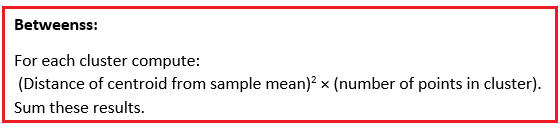 Betweenss:
For each cluster compute:
(Distance of centroid from sample mean)² × (number of points in cluster).
Sum these results.